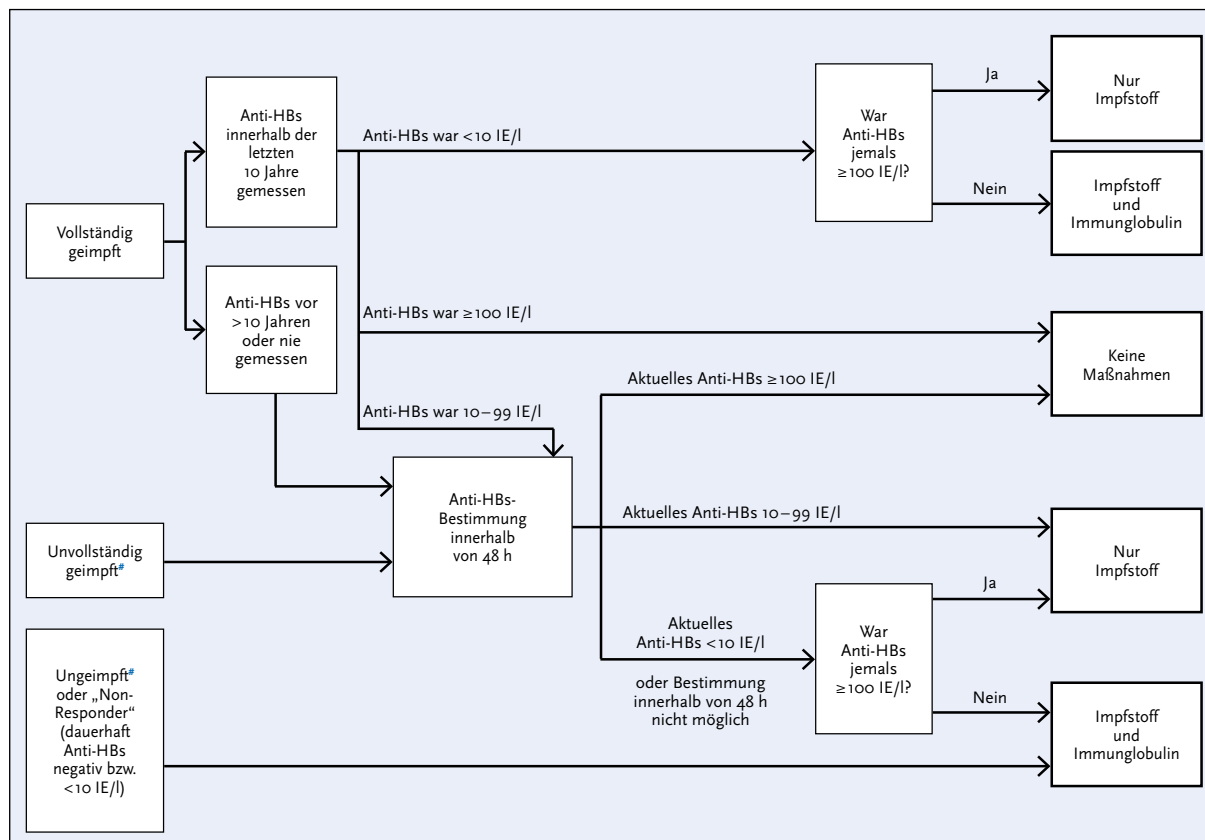 Vollständig
geimpft
Anti-HBs
innerhalb der
letzten
10 Jahre
gemessen
Anti-HBs vor
>10 Jahren
oder nie
gemessen
Anti-HBs war <10 IE/l
War
Anti-HBs
jemals
≥100 IE/l?
Ja
Nur
Impfstoff
Nein
Impfstoff
und
Immunglobulin
Anti-HBs war ≥100 IE/l
Aktuelles Anti-HBs ≥100 IE/l
Keine
Maßnahmen
Anti-HBs war 10–99 IE/l
Unvollständig
geimpft#
Anti-HBs-
Bestimmung
innerhalb
von 48 h
Aktuelles Anti-HBs 10–99 IE/l
Nur
Impfstoff
Aktuelles
Anti-HBs <10 IE/l
oder Bestimmung
innerhalb von 48 h
nicht möglich
War
Anti-HBs
jemals
≥100 IE/l?
Ja
Nein
Ungeimpft#
oder „Non-
Responder“
(dauerhaft
Anti-HBs
negativ bzw.
<10 IE/l)
Impfstoff
und
Immunglobulin